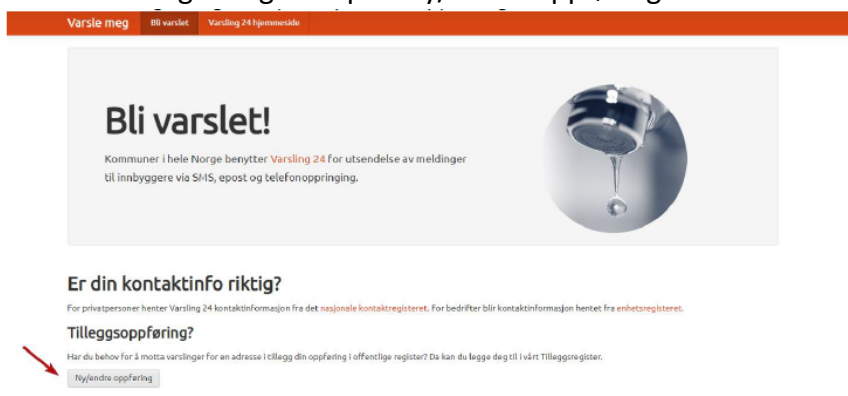 Varsle meg Bli varslet Varsling 24 hjemmeside
Bli varslet!
Kommuner i hele Norge benytter Varsling 24 for utsendelse av meldinger
til innbyggere via SMS, epost og telefonoppringing.
Er din kontaktinfo riktig?
For privatpersoner henter Varsling 24 kontaktinformasjon fra det nasjonale kontaktregisteret. For bedrifter blir kontaktinformasjon hentet fra enhetsregisteret.
Tilleggsoppføring?
Har du behov for å motta varslinger for en adresse i tillegg din oppføring i offentlige register? Da kan du legge deg til i vårt Tilleggsregister.
Ny/endre oppføring